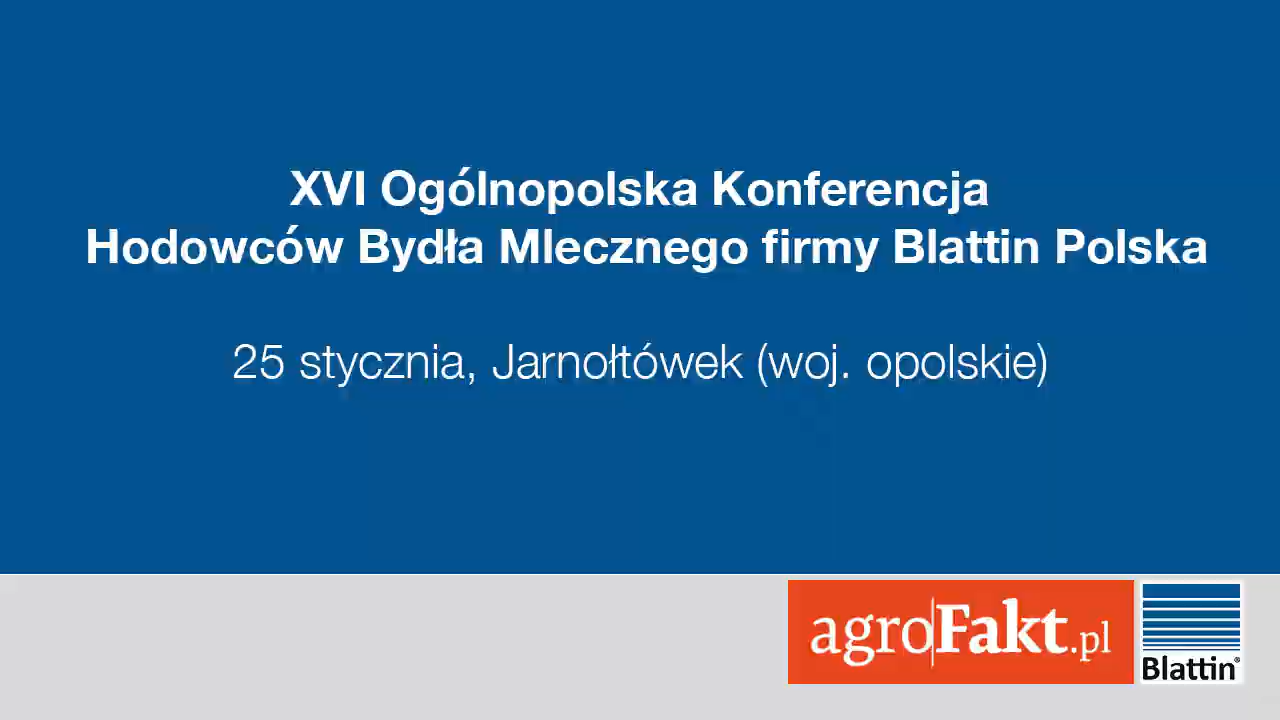 XVI Ogólnopolska Konferencja
Hodowców Bydła Mlecznego firmy Blattin Polska
25 stycznia, Jarnołtówek (woj. opolskie)
agroFakt.pl
Blattin®